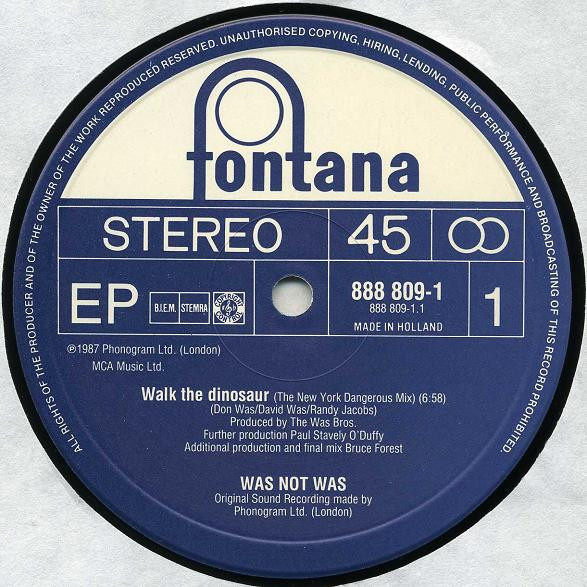 ALL RIGHTS OF THE PRODUCER AND OF THE OWNER OF THE WORK REPRODUCED RESERVED. UNAUTHORISED COPYING, HIRING, LENDING, PUBLIC PERFORMANCE AND BROADCASTING OF THIS RECORD PROHIBITED.
fontana
STEREO 45
EP B.I.E.M. STEMRA COPYRIGHT CONTROL 888 809-1 1
888 809-1.1
MADE IN HOLLAND
℗1987 Phonogram Ltd. (London)
MCA Music Ltd.
Walk the dinosaur (The New York Dangerous Mix) (6:58)
(Don Was/David Was/Randy Jacobs)
Produced by The Was Bros.
Further production Paul Stavely O'Duffy
Additional production and final mix Bruce Forest
WAS NOT WAS
Original Sound Recording made by
Phonogram Ltd. (London)